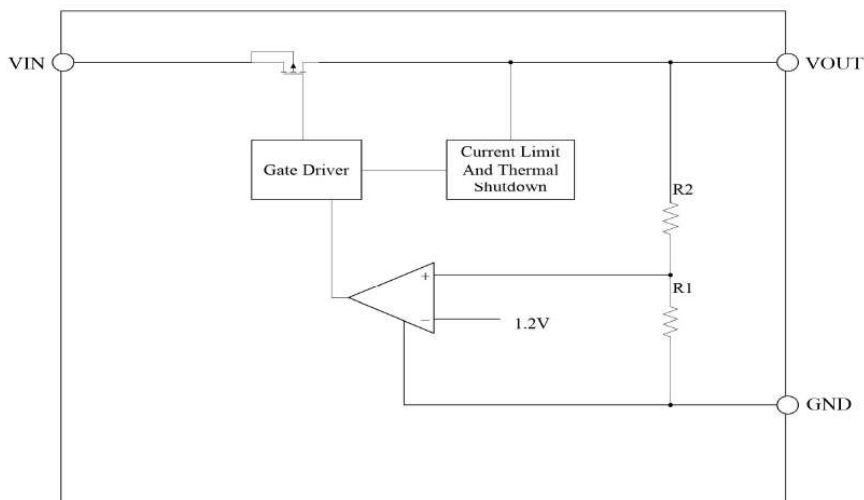 VIN
VOUT
Gate Driver
Current Limit
And Thermal
Shutdown
R2
+
R1
−
1.2V
GND